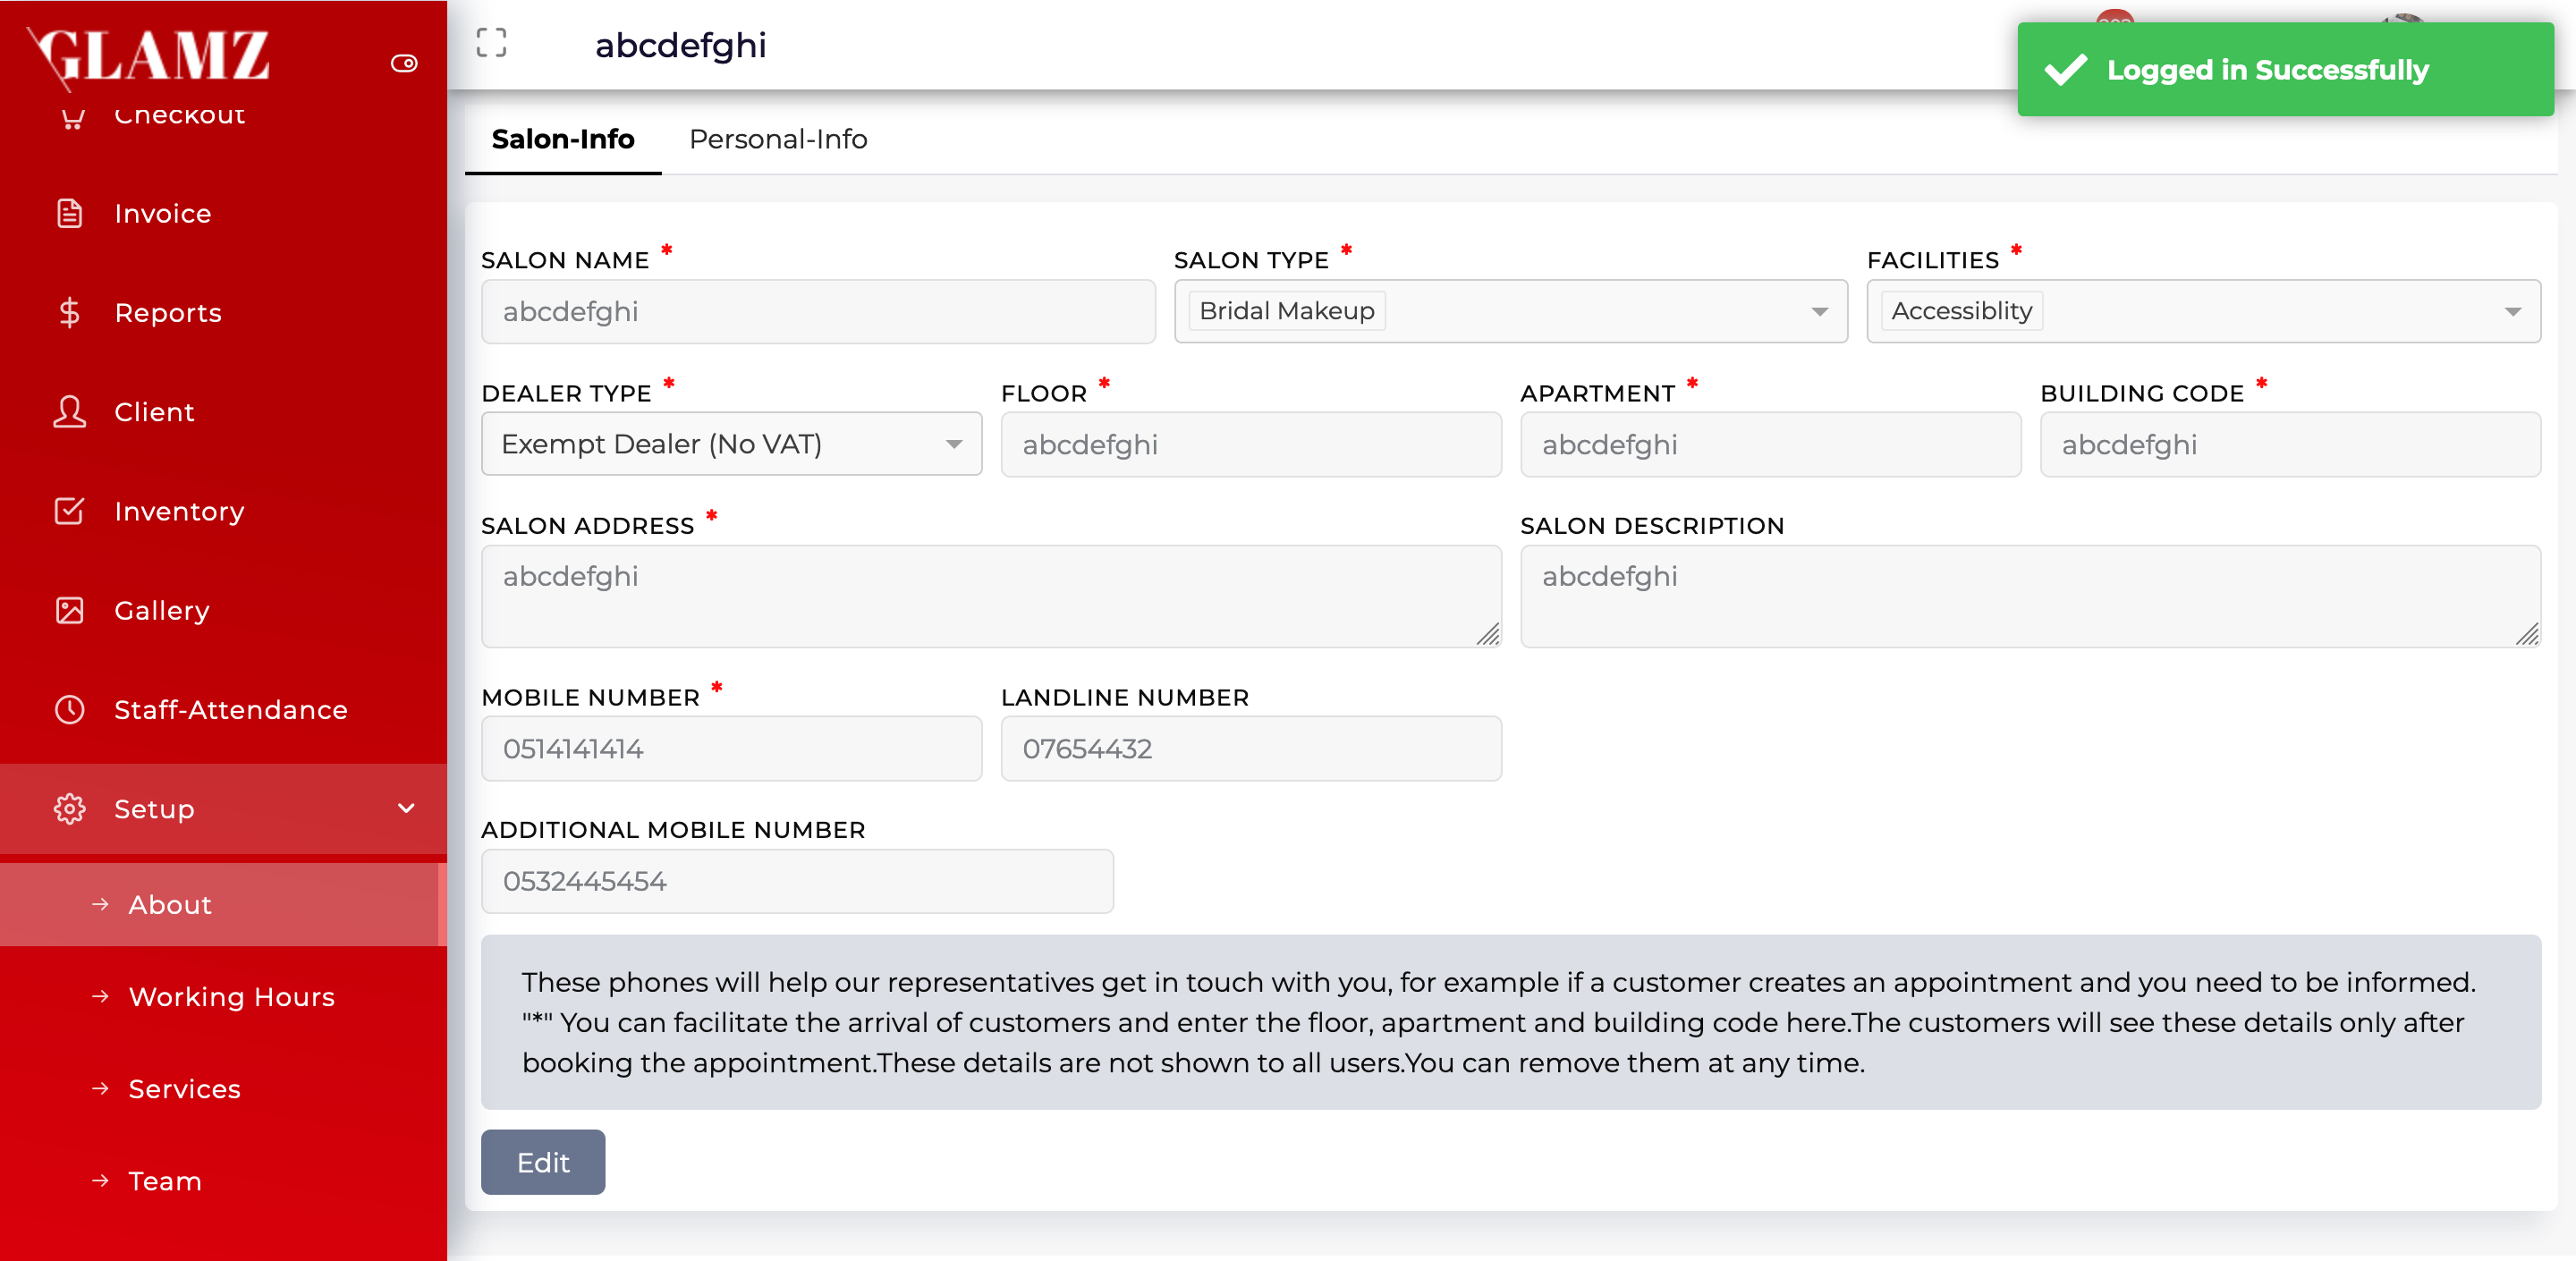 GLAMZ
Checkout
Invoice
Reports
Client
Inventory
Gallery
Staff-Attendance
Setup
→ About
→ Working Hours
→ Services
→ Team
abcdefghi
Logged in Successfully
Salon-Info Personal-Info
SALON NAME * SALON TYPE * FACILITIES *
abcdefghi Bridal Makeup Accessiblity
DEALER TYPE * FLOOR * APARTMENT * BUILDING CODE *
Exempt Dealer (No VAT) abcdefghi abcdefghi abcdefghi
SALON ADDRESS * SALON DESCRIPTION
abcdefghi abcdefghi
MOBILE NUMBER * LANDLINE NUMBER
0514141414 07654432
ADDITIONAL MOBILE NUMBER
0532445454
These phones will help our representatives get in touch with you, for example if a customer creates an appointment and you need to be informed.
"*" You can facilitate the arrival of customers and enter the floor, apartment and building code here.The customers will see these details only after
booking the appointment.These details are not shown to all users.You can remove them at any time.
Edit